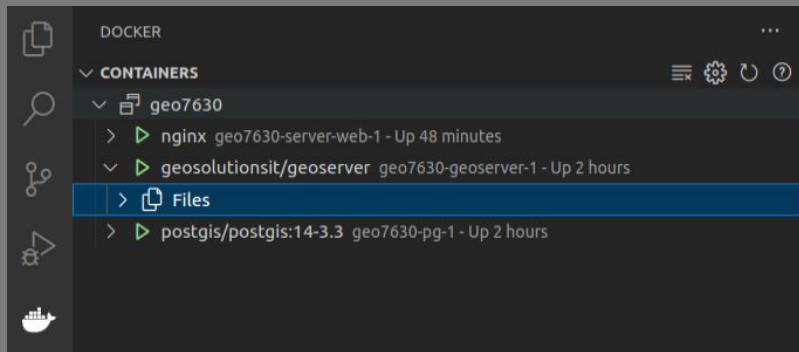 DOCKER
CONTAINERS
geo7630
nginx geo7630-server-web-1 - Up 48 minutes
geosolutionsit/geoserver geo7630-geoserver-1 - Up 2 hours
Files
postgis/postgis:14-3.3 geo7630-pg-1 - Up 2 hours